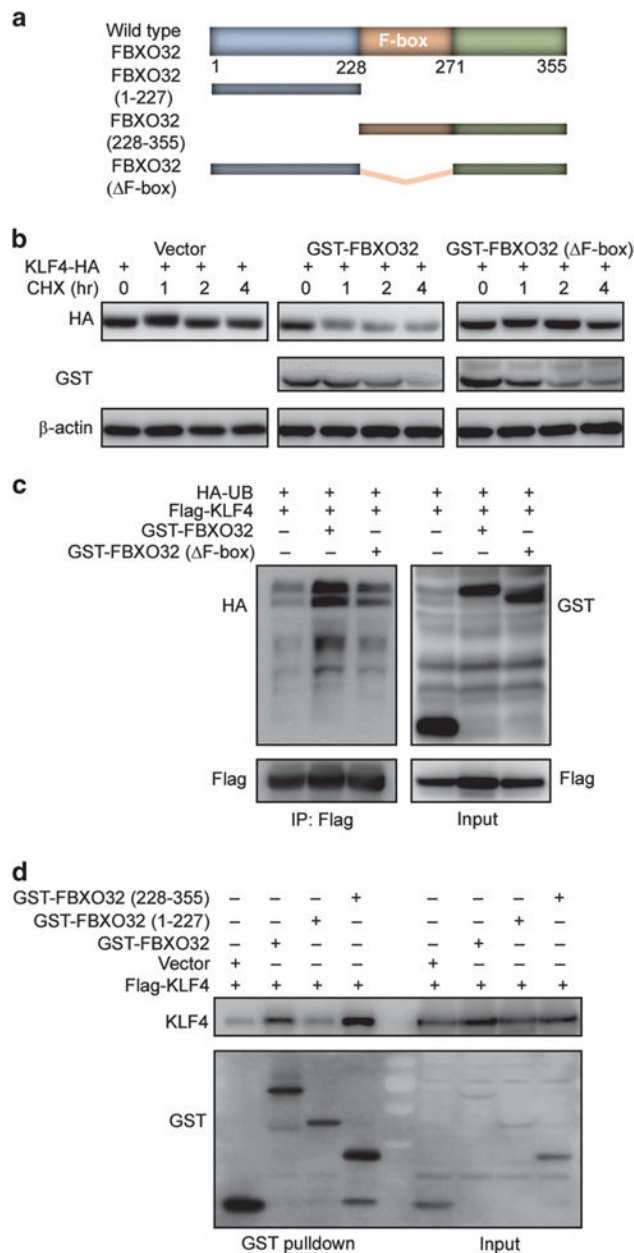 a
Wild type
FBXO32
F-box
1 228 271 355
FBXO32
(1-227)
FBXO32
(228-355)
FBXO32
(ΔF-box)
b
Vector GST-FBXO32 GST-FBXO32 (ΔF-box)
KLF4-HA + + + + + + + + + + + +
CHX (hr) 0 1 2 4 0 1 2 4 0 1 2 4
HA
GST
β-actin
c
HA-UB + + + + + +
Flag-KLF4 + + + + + +
GST-FBXO32 – + – – + –
GST-FBXO32 (ΔF-box) – – + – – +
HA GST
Flag Flag
IP: Flag Input
d
GST-FBXO32 (228-355) – – – + – – – +
GST-FBXO32 (1-227) – – + – – – + –
GST-FBXO32 – + – – – + – –
Vector + – – – + – – –
Flag-KLF4 + + + + + + + +
KLF4
GST
GST pulldown Input